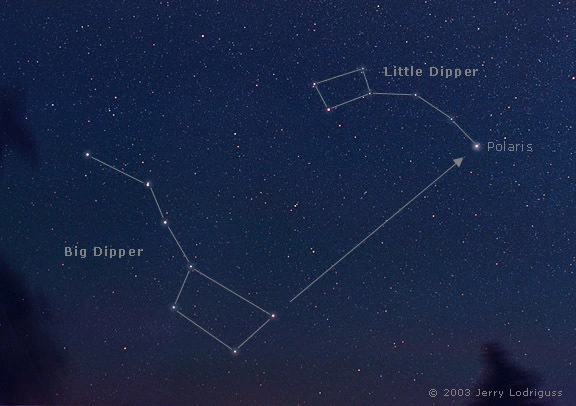 Little Dipper
Polaris
Big Dipper
© 2003 Jerry Lodriguss